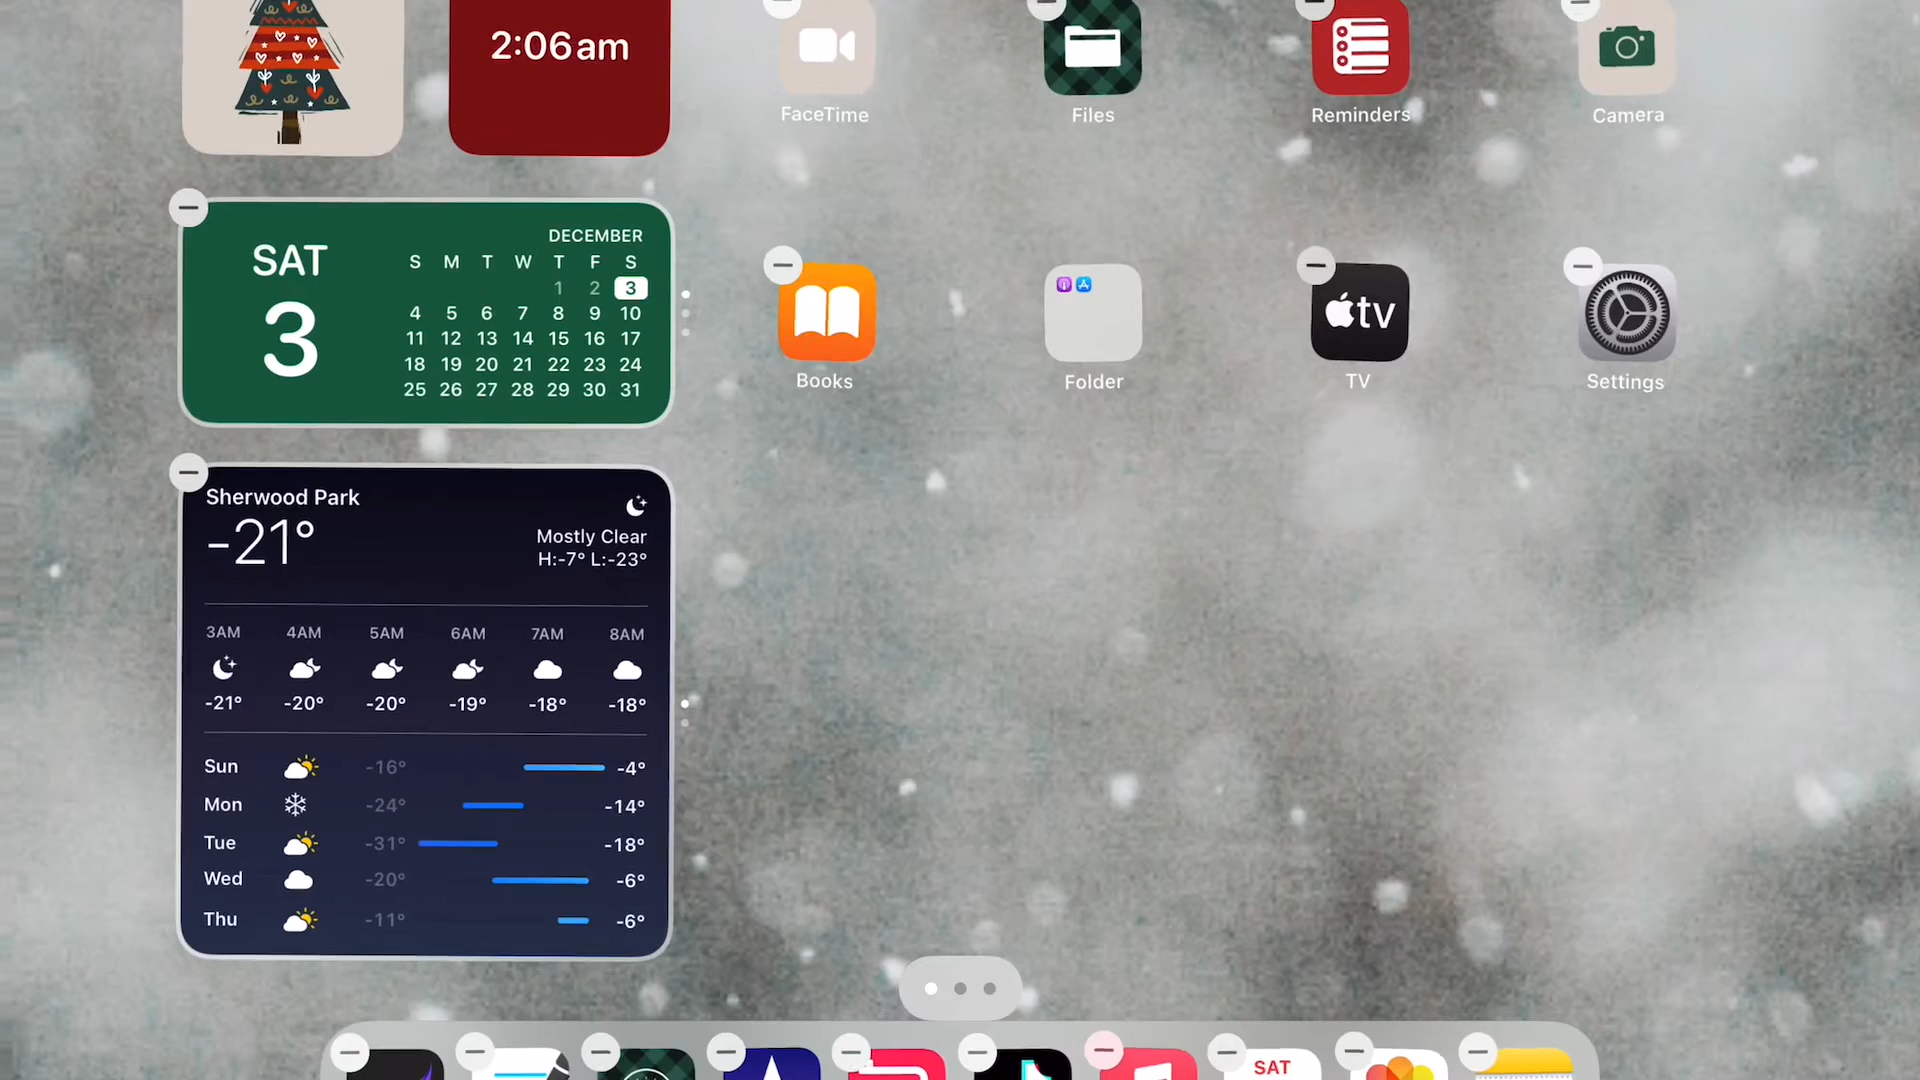 2:06am
FaceTime
Files
Reminders
Camera
SAT
3
DECEMBER
S M T W T F S
1 2 3
4 5 6 7 8 9 10
11 12 13 14 15 16 17
18 19 20 21 22 23 24
25 26 27 28 29 30 31
tv
Books
Folder
TV
Settings
Sherwood Park
-21°
Mostly Clear
H:-7° L:-23°
3AM 4AM 5AM 6AM 7AM 8AM
-21° -20° -20° -19° -18° -18°
Sun -16° -4°
Mon -24° -14°
Tue -31° -18°
Wed -20° -6°
Thu -11° -6°
SAT